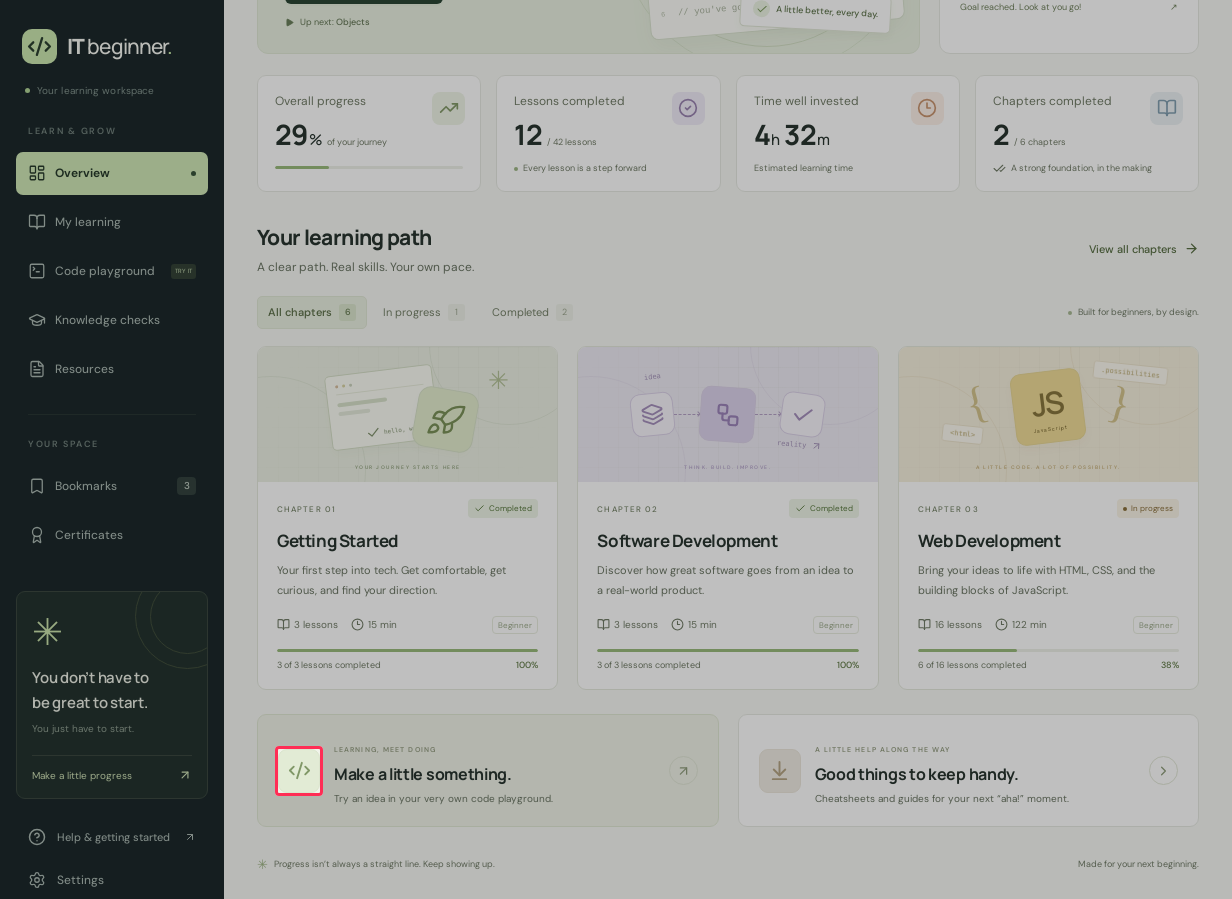 IT beginner.
Your learning workspace
LEARN & GROW
Overview
My learning
Code playground
TRY IT
Knowledge checks
Resources
YOUR SPACE
Bookmarks
3
Certificates
You don't have to
be great to start.
You just have to start.
Make a little progress
Help & getting started
Settings
Up next: Objects
6 // you've go
A little better, every day.
Goal reached. Look at you go!
Overall progress
29% of your journey
Lessons completed
12 / 42 lessons
Every lesson is a step forward
Time well invested
4h 32m
Estimated learning time
Chapters completed
2 / 6 chapters
A strong foundation, in the making
Your learning path
A clear path. Real skills. Your own pace.
View all chapters
All chapters 6
In progress 1
Completed 2
Built for beginners, by design.
hello, w
YOUR JOURNEY STARTS HERE
CHAPTER 01
Completed
Getting Started
Your first step into tech. Get comfortable, get
curious, and find your direction.
3 lessons
15 min
Beginner
3 of 3 lessons completed
100%
idea
reality
THINK. BUILD. IMPROVE.
CHAPTER 02
Completed
Software Development
Discover how great software goes from an idea to
a real-world product.
3 lessons
15 min
Beginner
3 of 3 lessons completed
100%
.possibilities
{ JS }
JavaScript
<html>
A LITTLE CODE. A LOT OF POSSIBILITY.
CHAPTER 03
In progress
Web Development
Bring your ideas to life with HTML, CSS, and the
building blocks of JavaScript.
16 lessons
122 min
Beginner
6 of 16 lessons completed
38%
LEARNING, MEET DOING
Make a little something.
Try an idea in your very own code playground.
A LITTLE HELP ALONG THE WAY
Good things to keep handy.
Cheatsheets and guides for your next "aha!" moment.
Progress isn't always a straight line. Keep showing up.
Made for your next beginning.